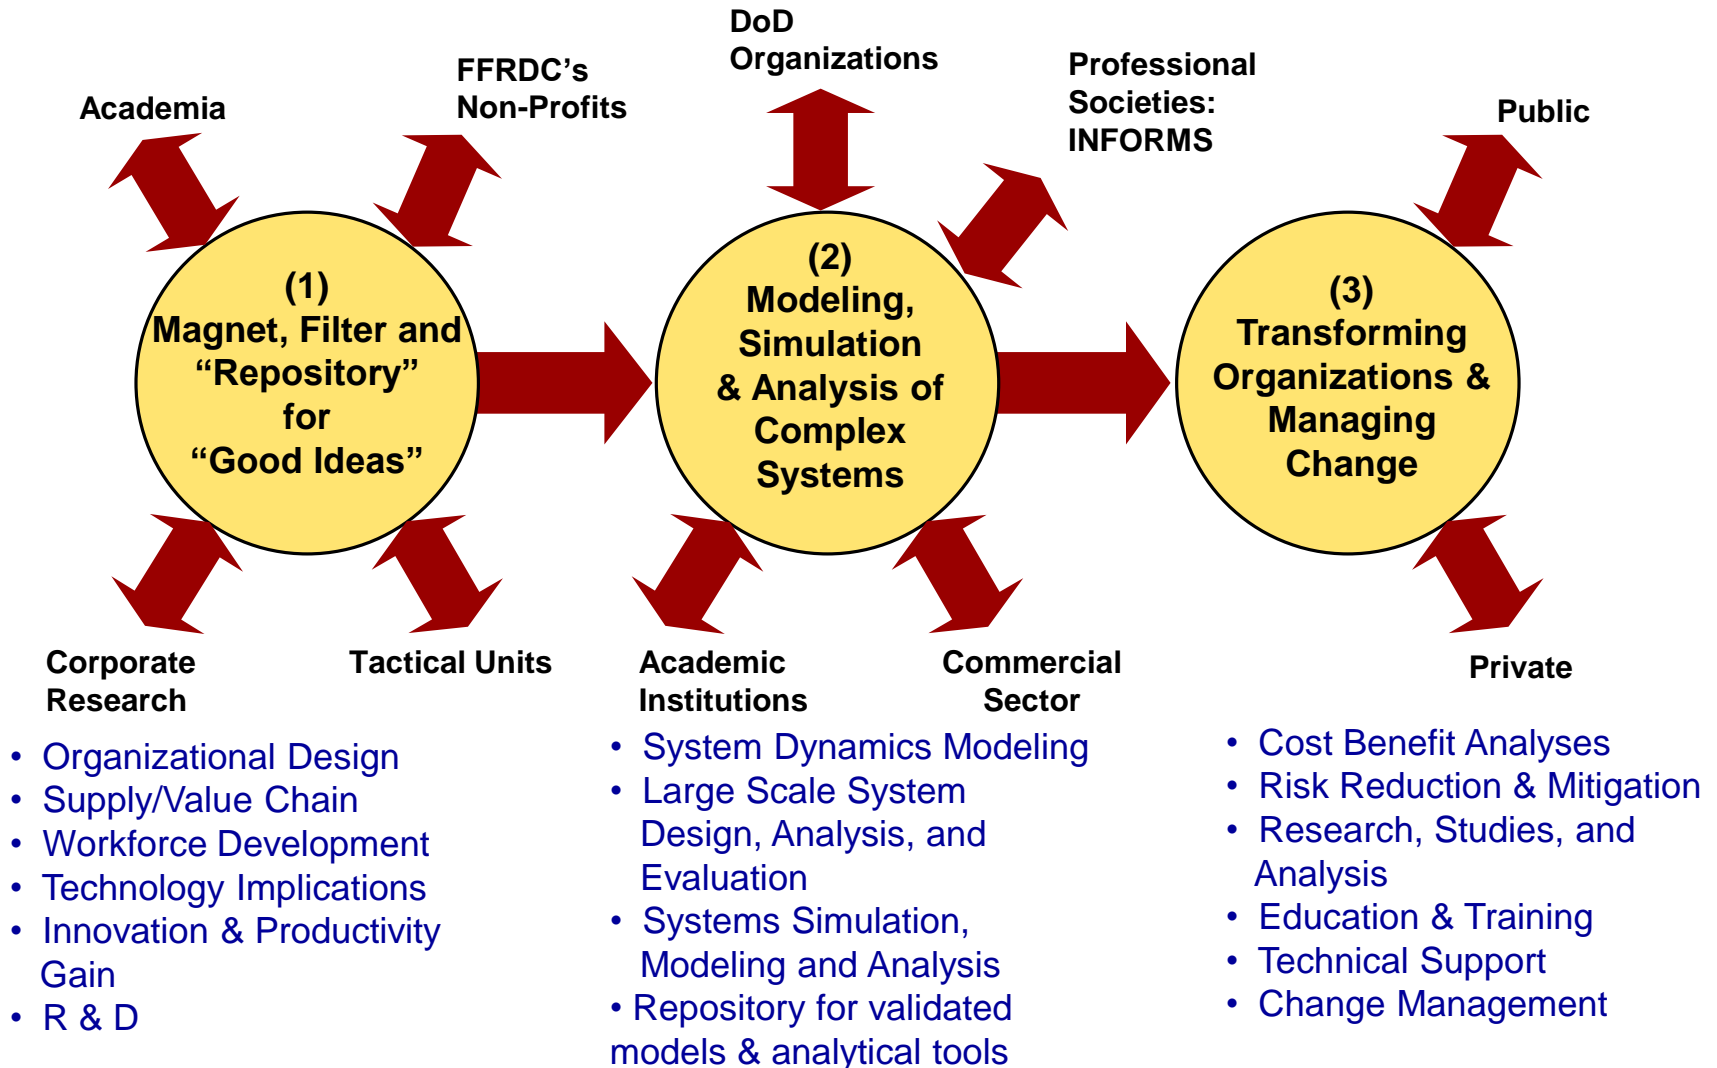 DoD
Organizations
FFRDC's
Non-Profits
Professional
Societies:
INFORMS
Academia
Public
(1)
Magnet, Filter and
“Repository”
for
“Good Ideas”
(2)
Modeling,
Simulation
& Analysis of
Complex
Systems
(3)
Transforming
Organizations &
Managing
Change
Corporate
Research
Tactical Units
Academic
Institutions
Commercial
Sector
Private
• Organizational Design
• Supply/Value Chain
• Workforce Development
• Technology Implications
• Innovation & Productivity
Gain
• R & D
• System Dynamics Modeling
• Large Scale System
Design, Analysis, and
Evaluation
• Systems Simulation,
Modeling and Analysis
• Repository for validated
models & analytical tools
• Cost Benefit Analyses
• Risk Reduction & Mitigation
• Research, Studies, and
Analysis
• Education & Training
• Technical Support
• Change Management